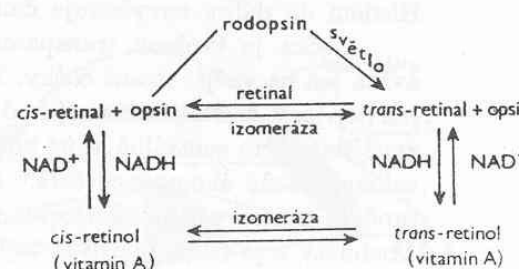 rodopsin
světlo
cis-retinal + opsin
retinal
izomeráza
trans-retinal + opsi
NAD⁺
NADH
NADH
NAD
cis-retinol
(vitamin A)
izomeráza
trans-retinol
(vitamin A)